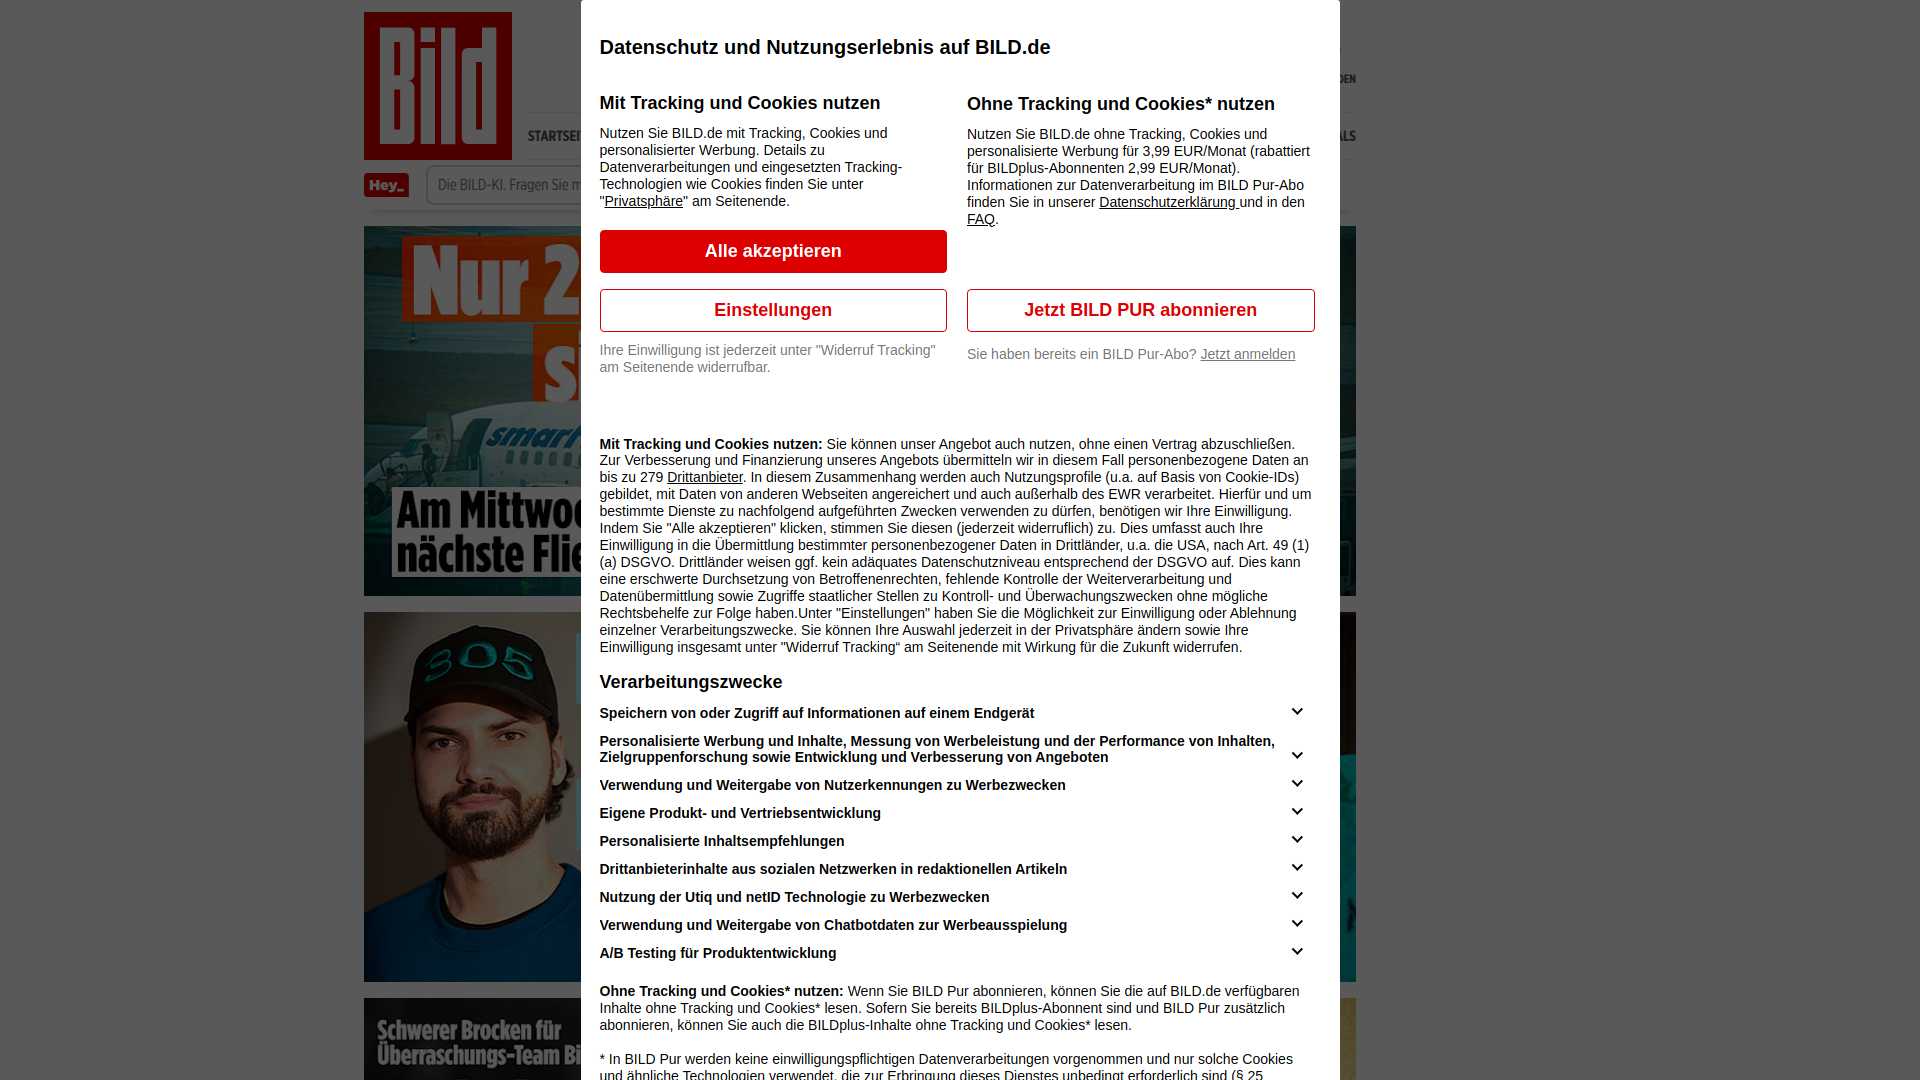 Bild
DEN
STARTSEI
ALS
Hey_
Die BILD-KI. Fragen Sie m
Nur 2
si
smart
Am Mittwoc
nächste Flie
305
Schwerer Brocken für
Überraschungs-Team Bi
Datenschutz und Nutzungserlebnis auf BILD.de
Mit Tracking und Cookies nutzen
Nutzen Sie BILD.de mit Tracking, Cookies und
personalisierter Werbung. Details zu
Datenverarbeitungen und eingesetzten Tracking-
Technologien wie Cookies finden Sie unter
"Privatsphäre" am Seitenende.
Alle akzeptieren
Einstellungen
Ihre Einwilligung ist jederzeit unter "Widerruf Tracking"
am Seitenende widerrufbar.
Ohne Tracking und Cookies* nutzen
Nutzen Sie BILD.de ohne Tracking, Cookies und
personalisierte Werbung für 3,99 EUR/Monat (rabattiert
für BILDplus-Abonnenten 2,99 EUR/Monat).
Informationen zur Datenverarbeitung im BILD Pur-Abo
finden Sie in unserer Datenschutzerklärung und in den
FAQ.
Jetzt BILD PUR abonnieren
Sie haben bereits ein BILD Pur-Abo? Jetzt anmelden
Mit Tracking und Cookies nutzen: Sie können unser Angebot auch nutzen, ohne einen Vertrag abzuschließen.
Zur Verbesserung und Finanzierung unseres Angebots übermitteln wir in diesem Fall personenbezogene Daten an
bis zu 279 Drittanbieter. In diesem Zusammenhang werden auch Nutzungsprofile (u.a. auf Basis von Cookie-IDs)
gebildet, mit Daten von anderen Webseiten angereichert und auch außerhalb des EWR verarbeitet. Hierfür und um
bestimmte Dienste zu nachfolgend aufgeführten Zwecken verwenden zu dürfen, benötigen wir Ihre Einwilligung.
Indem Sie "Alle akzeptieren" klicken, stimmen Sie diesen (jederzeit widerruflich) zu. Dies umfasst auch Ihre
Einwilligung in die Übermittlung bestimmter personenbezogener Daten in Drittländer, u.a. die USA, nach Art. 49 (1)
(a) DSGVO. Drittländer weisen ggf. kein adäquates Datenschutzniveau entsprechend der DSGVO auf. Dies kann
eine erschwerte Durchsetzung von Betroffenenrechten, fehlende Kontrolle der Weiterverarbeitung und
Datenübermittlung sowie Zugriffe staatlicher Stellen zu Kontroll- und Überwachungszwecken ohne mögliche
Rechtsbehelfe zur Folge haben.Unter "Einstellungen" haben Sie die Möglichkeit zur Einwilligung oder Ablehnung
einzelner Verarbeitungszwecke. Sie können Ihre Auswahl jederzeit in der Privatsphäre ändern sowie Ihre
Einwilligung insgesamt unter "Widerruf Tracking“ am Seitenende mit Wirkung für die Zukunft widerrufen.
Verarbeitungszwecke
Speichern von oder Zugriff auf Informationen auf einem Endgerät
Personalisierte Werbung und Inhalte, Messung von Werbeleistung und der Performance von Inhalten,
Zielgruppenforschung sowie Entwicklung und Verbesserung von Angeboten
Verwendung und Weitergabe von Nutzerkennungen zu Werbezwecken
Eigene Produkt- und Vertriebsentwicklung
Personalisierte Inhaltsempfehlungen
Drittanbieterinhalte aus sozialen Netzwerken in redaktionellen Artikeln
Nutzung der Utiq und netID Technologie zu Werbezwecken
Verwendung und Weitergabe von Chatbotdaten zur Werbeausspielung
A/B Testing für Produktentwicklung
Ohne Tracking und Cookies* nutzen: Wenn Sie BILD Pur abonnieren, können Sie die auf BILD.de verfügbaren
Inhalte ohne Tracking und Cookies* lesen. Sofern Sie bereits BILDplus-Abonnent sind und BILD Pur zusätzlich
abonnieren, können Sie auch die BILDplus-Inhalte ohne Tracking und Cookies* lesen.
* In BILD Pur werden keine einwilligungspflichtigen Datenverarbeitungen vorgenommen und nur solche Cookies
und ähnliche Technologien verwendet, die zur Erbringung dieses Dienstes unbedingt erforderlich sind (§ 25